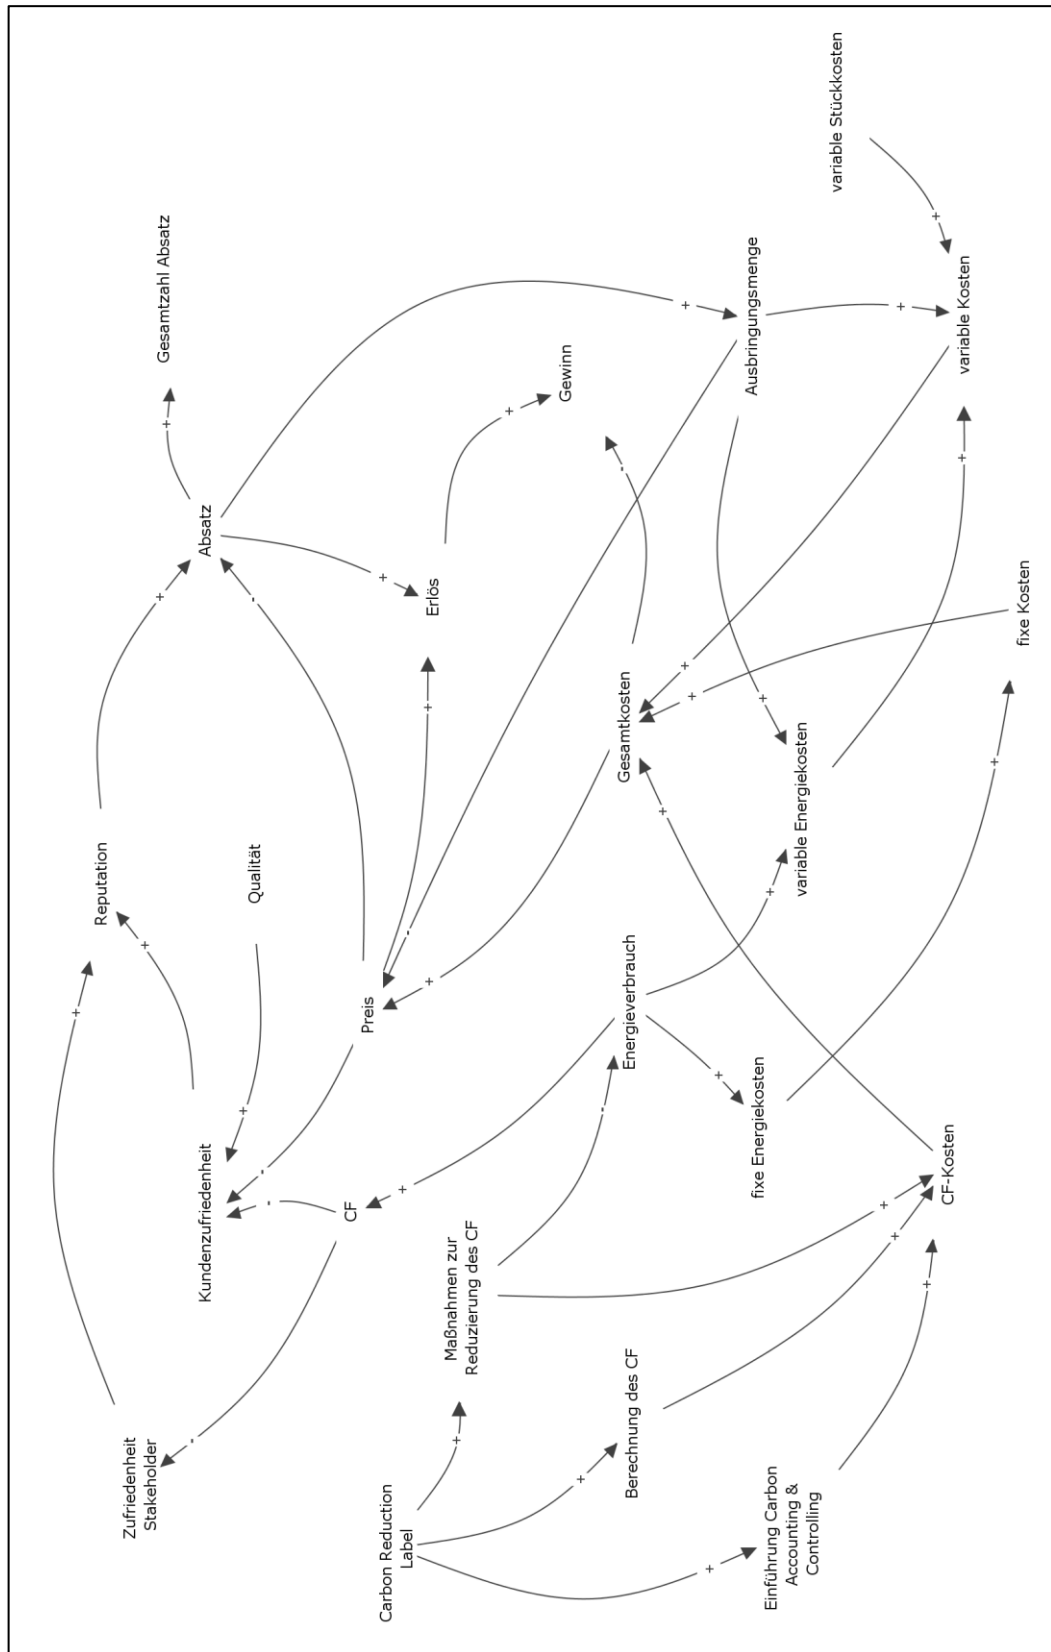 Zufriedenheit
Stakeholder
Kundenzufriedenheit
Reputation
Qualität
Absatz
Gesamtzahl Absatz
Carbon Reduction
Label
CF
Preis
Erlös
Gewinn
Maßnahmen zur
Reduzierung des CF
Berechnung des CF
Energieverbrauch
Gesamtkosten
Einführung Carbon
Accounting &
Controlling
fixe Energiekosten
variable Energiekosten
Ausbringungsmenge
variable Stückkosten
CF-Kosten
variable Kosten
fixe Kosten